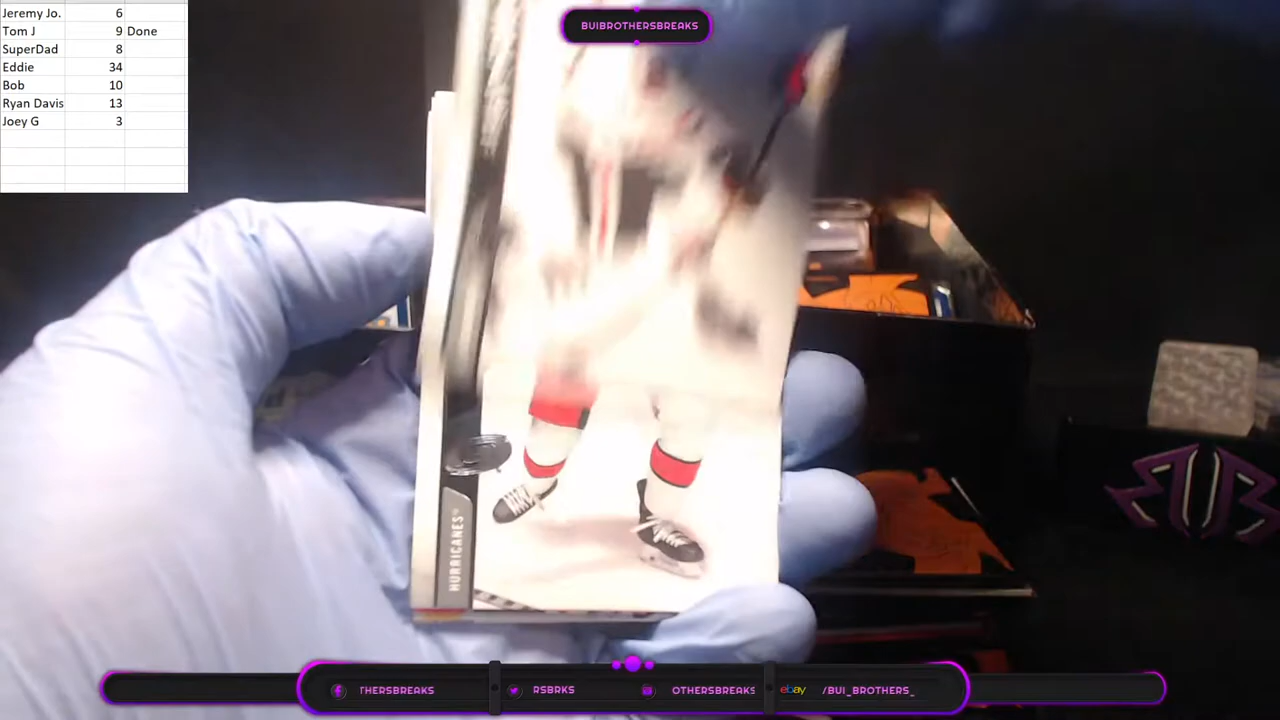 Jeremy Jo. 6
Tom J 9 Done
SuperDad 8
Eddie 34
Bob 10
Ryan Davis 13
Joey G 3
BUIBROTHERSBREAKS
HURRICANES
THERSBREAKS
RSBRKS
OTHERSBREAKS
ebay /BUI_BROTHERS_